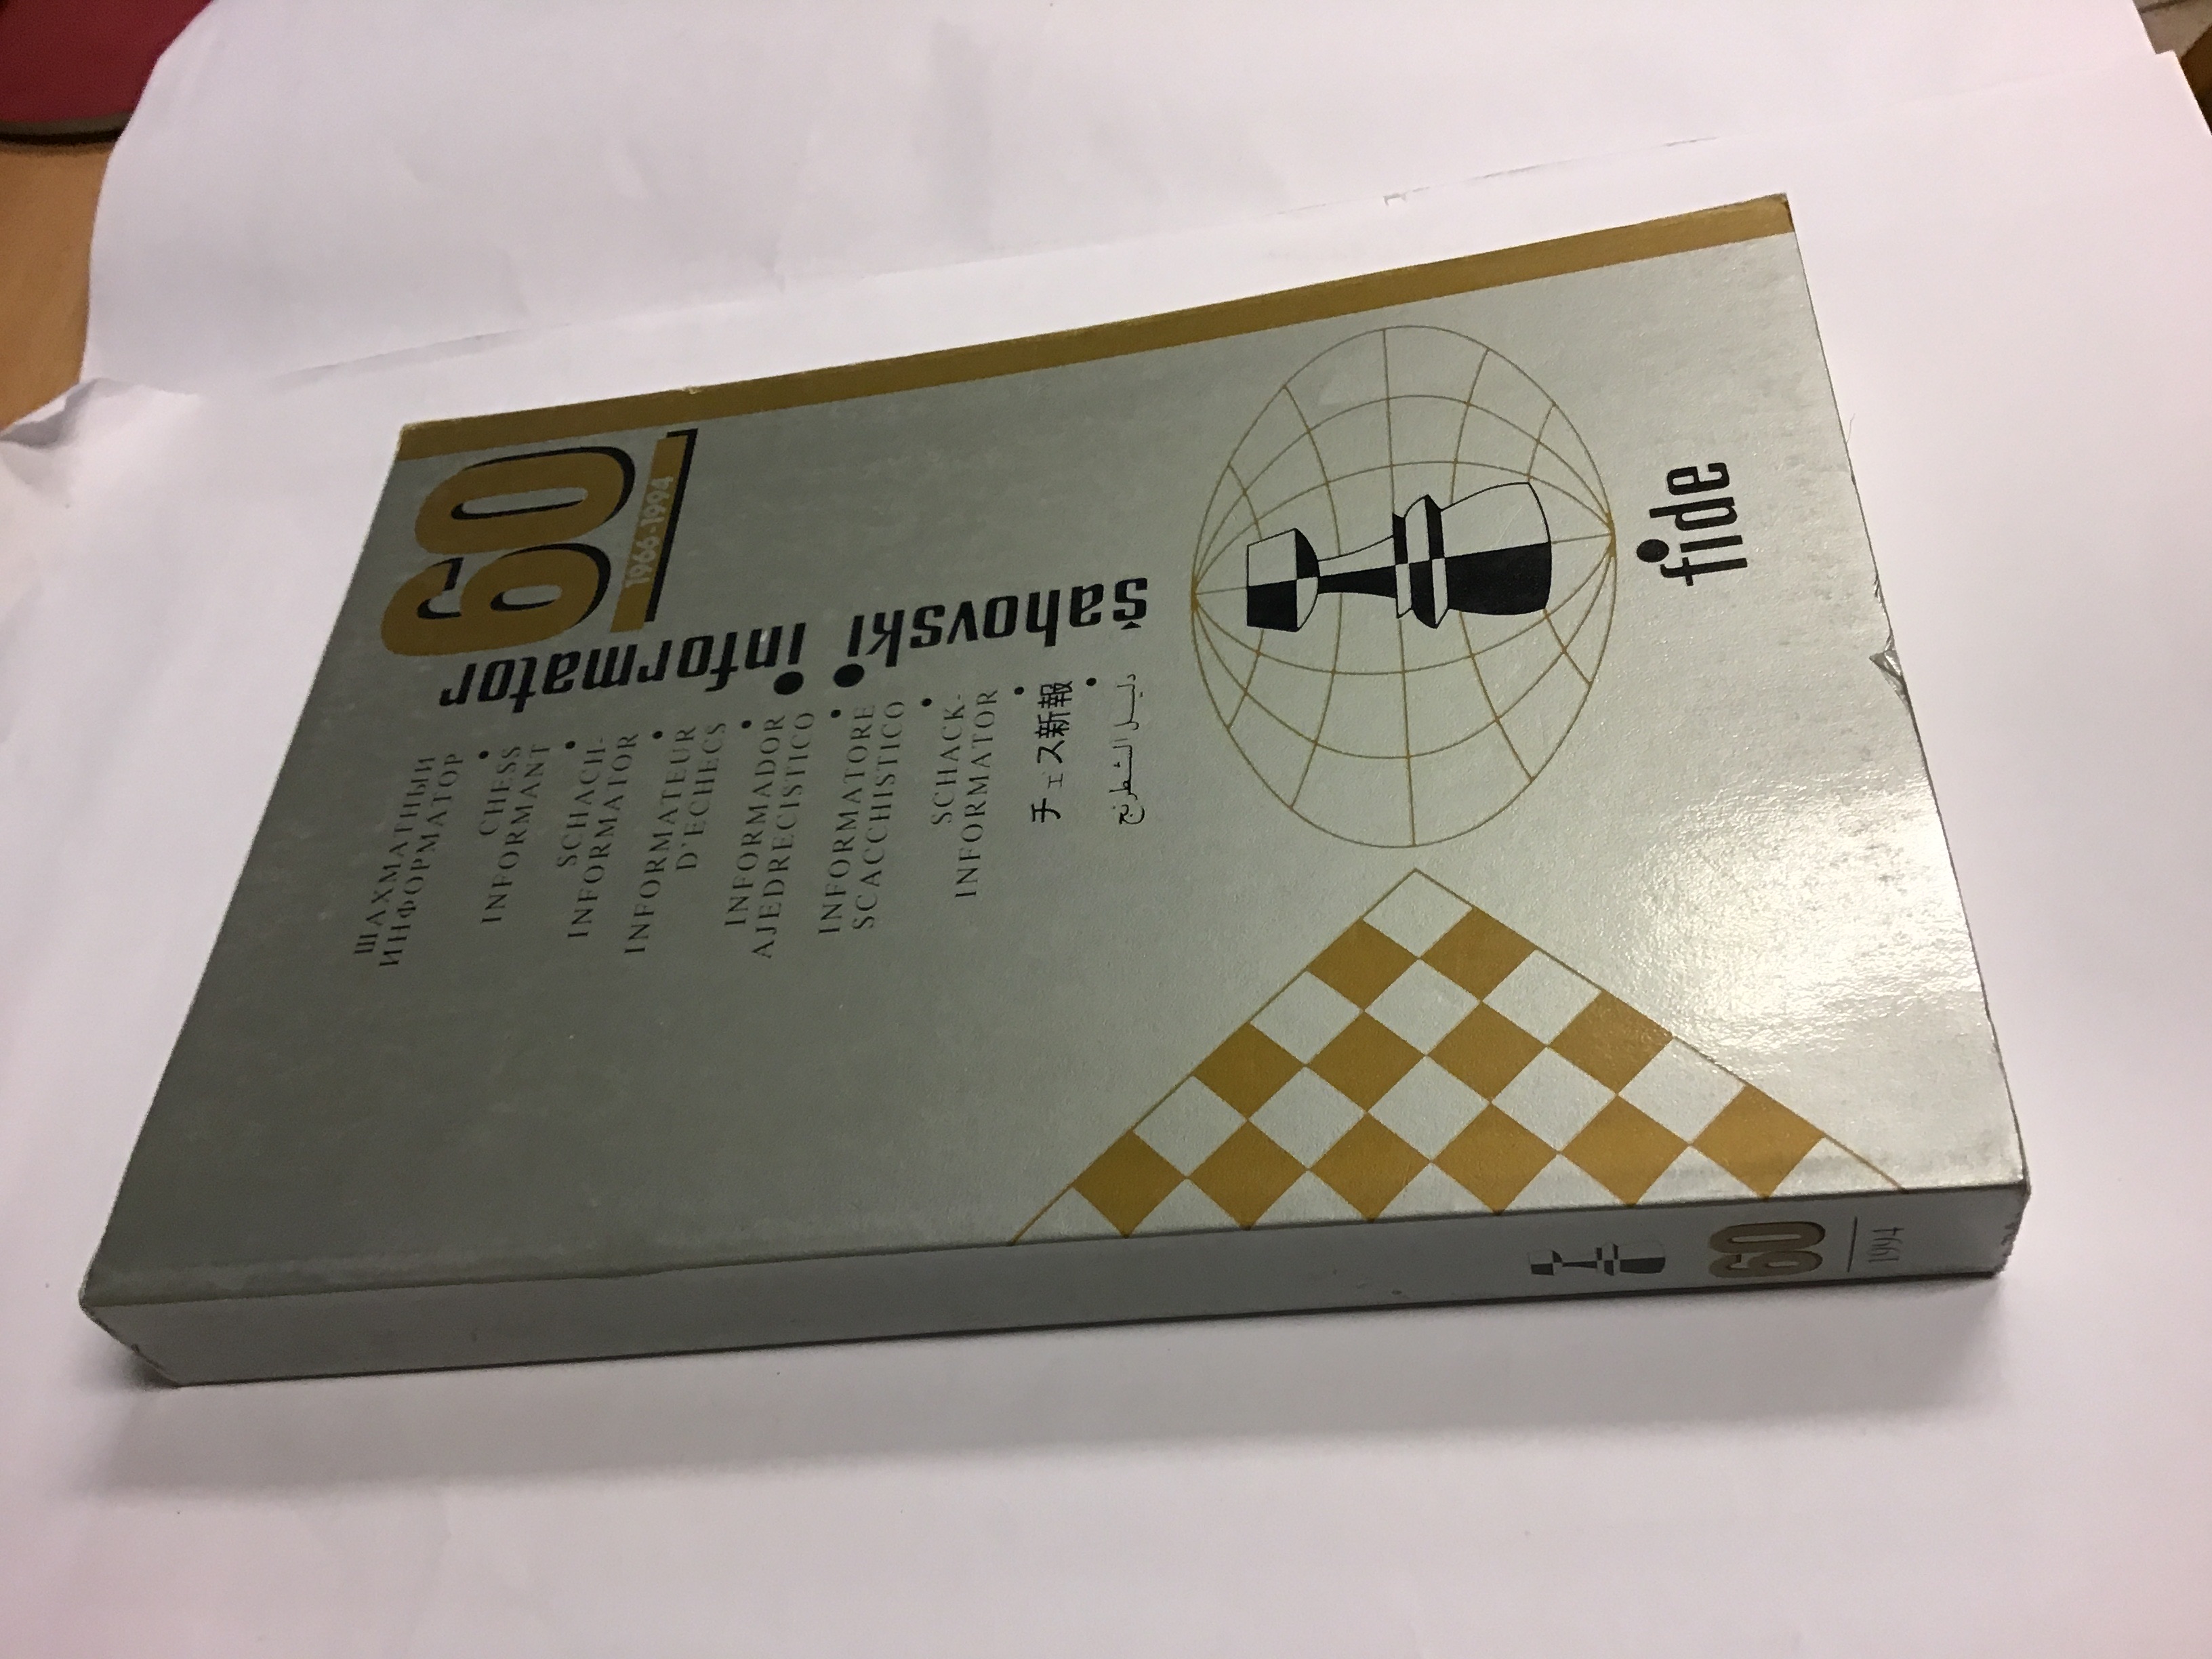 60
1966-1994
šahovski informator
ШАХМАТНЫЙ
ИНФОРМАТОР
•
CHESS
INFORMANT
•
SCHACH-
INFORMATOR
•
INFORMATEUR
D'ECHECS
•
INFORMADOR
AJEDRECISTICO
•
INFORMATORE
SCACCHISTICO
•
SCHACK-
INFORMATOR
•
チェス新報
•
دليل الشطرنج
fide
60
1994